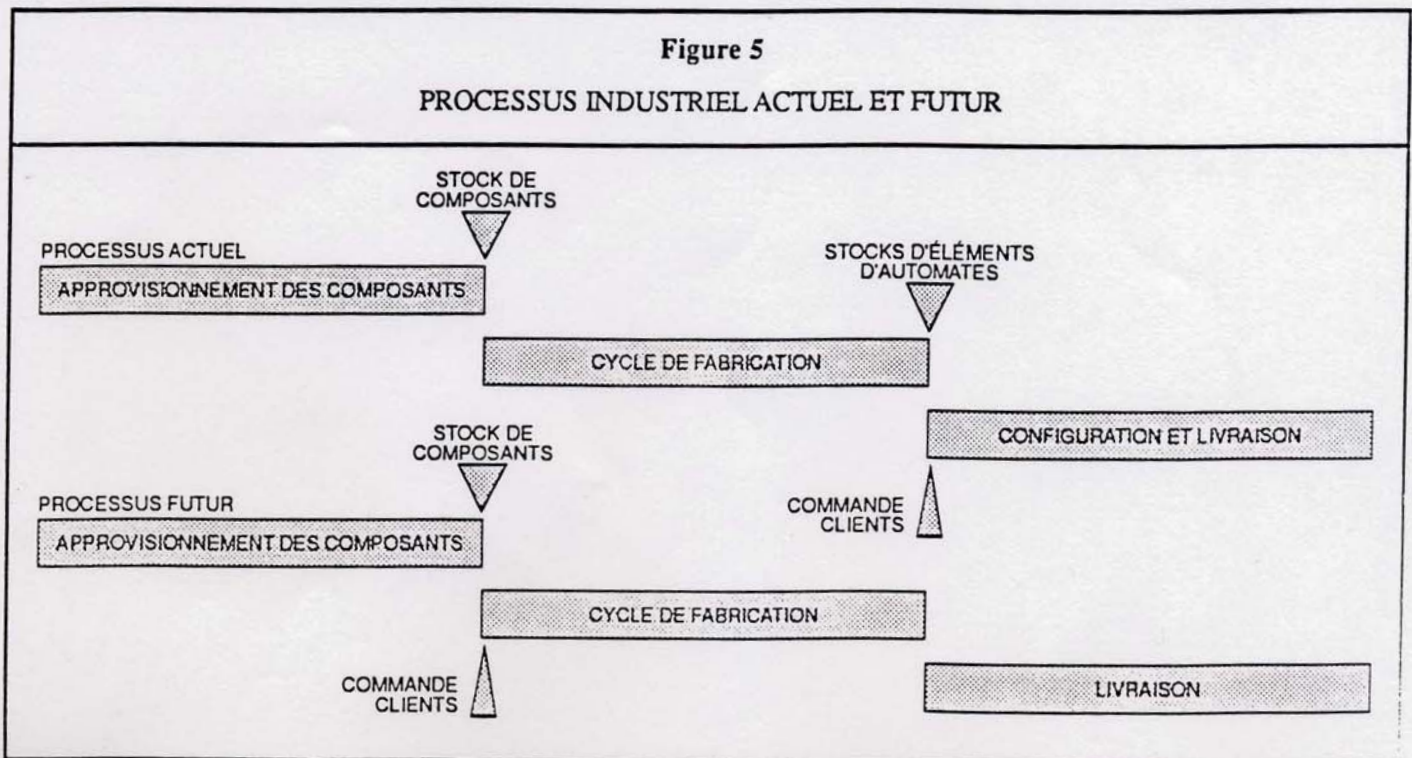 Figure 5
PROCESSUS INDUSTRIEL ACTUEL ET FUTUR
STOCK DE
COMPOSANTS
PROCESSUS ACTUEL
APPROVISIONNEMENT DES COMPOSANTS
STOCKS D'ÉLÉMENTS
D'AUTOMATES
CYCLE DE FABRICATION
CONFIGURATION ET LIVRAISON
COMMANDE
CLIENTS
STOCK DE
COMPOSANTS
PROCESSUS FUTUR
APPROVISIONNEMENT DES COMPOSANTS
CYCLE DE FABRICATION
COMMANDE
CLIENTS
LIVRAISON